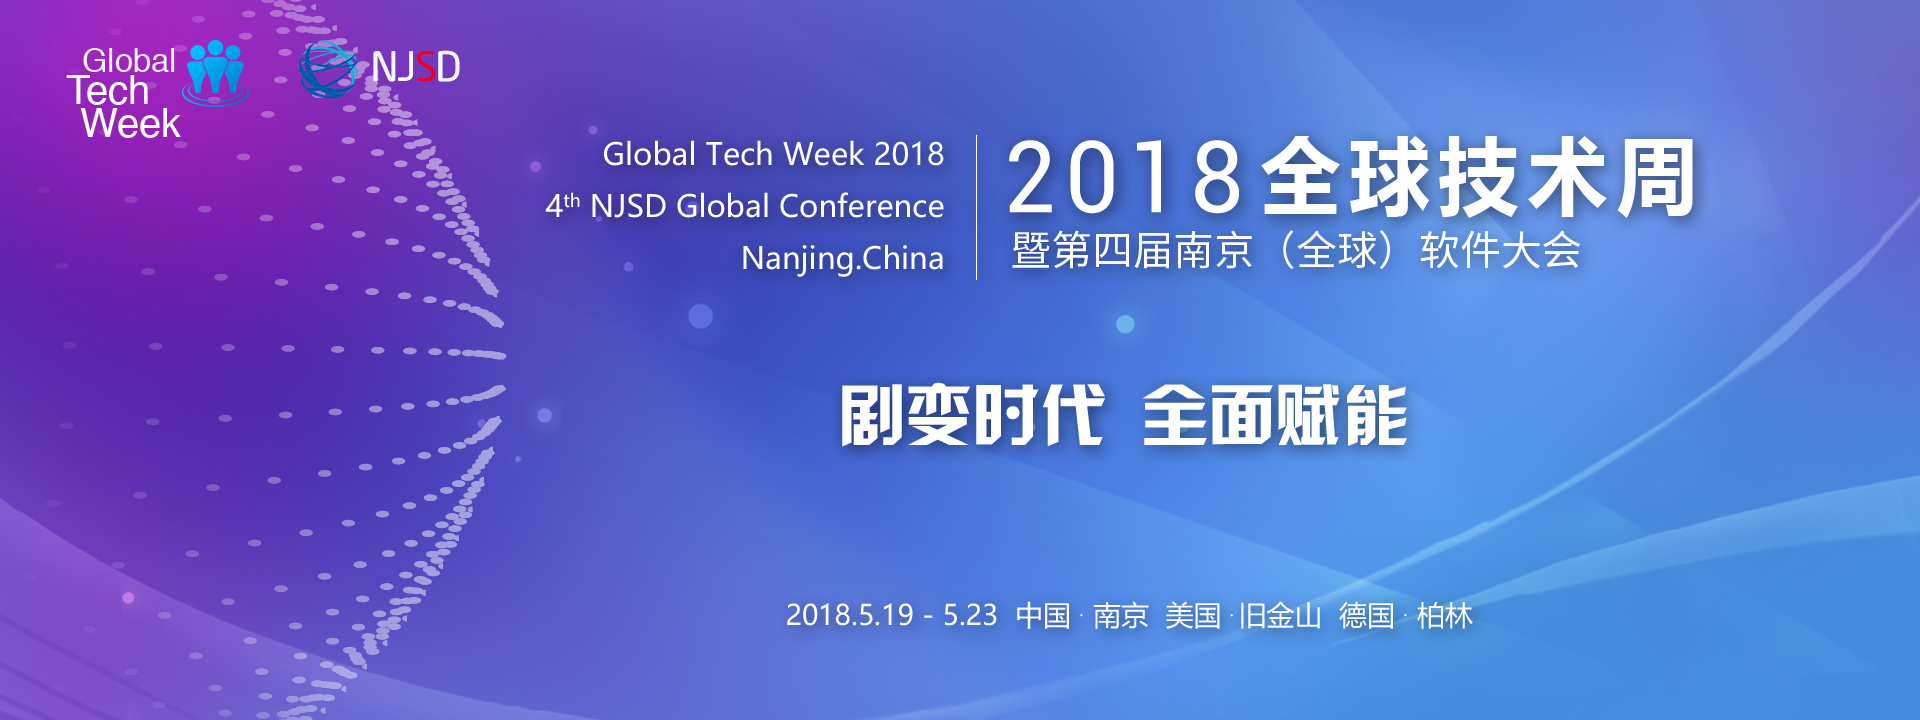 Global
Tech
Week
NJSD
Global Tech Week 2018
4th NJSD Global Conference
Nanjing.China
2018全球技术周
暨第四届南京（全球）软件大会
剧变时代 全面赋能
2018.5.19 - 5.23 中国·南京 美国·旧金山 德国·柏林